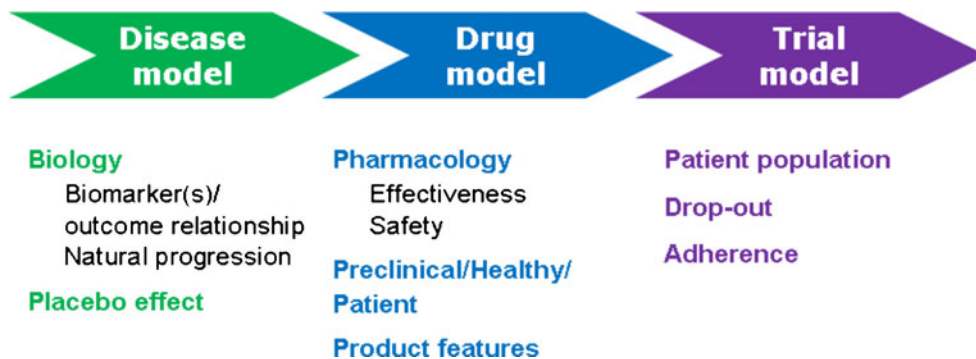 Disease
model
Drug
model
Trial
model
Biology
Biomarker(s)/
outcome relationship
Natural progression
Placebo effect
Pharmacology
Effectiveness
Safety
Preclinical/Healthy/
Patient
Product features
Patient population
Drop-out
Adherence